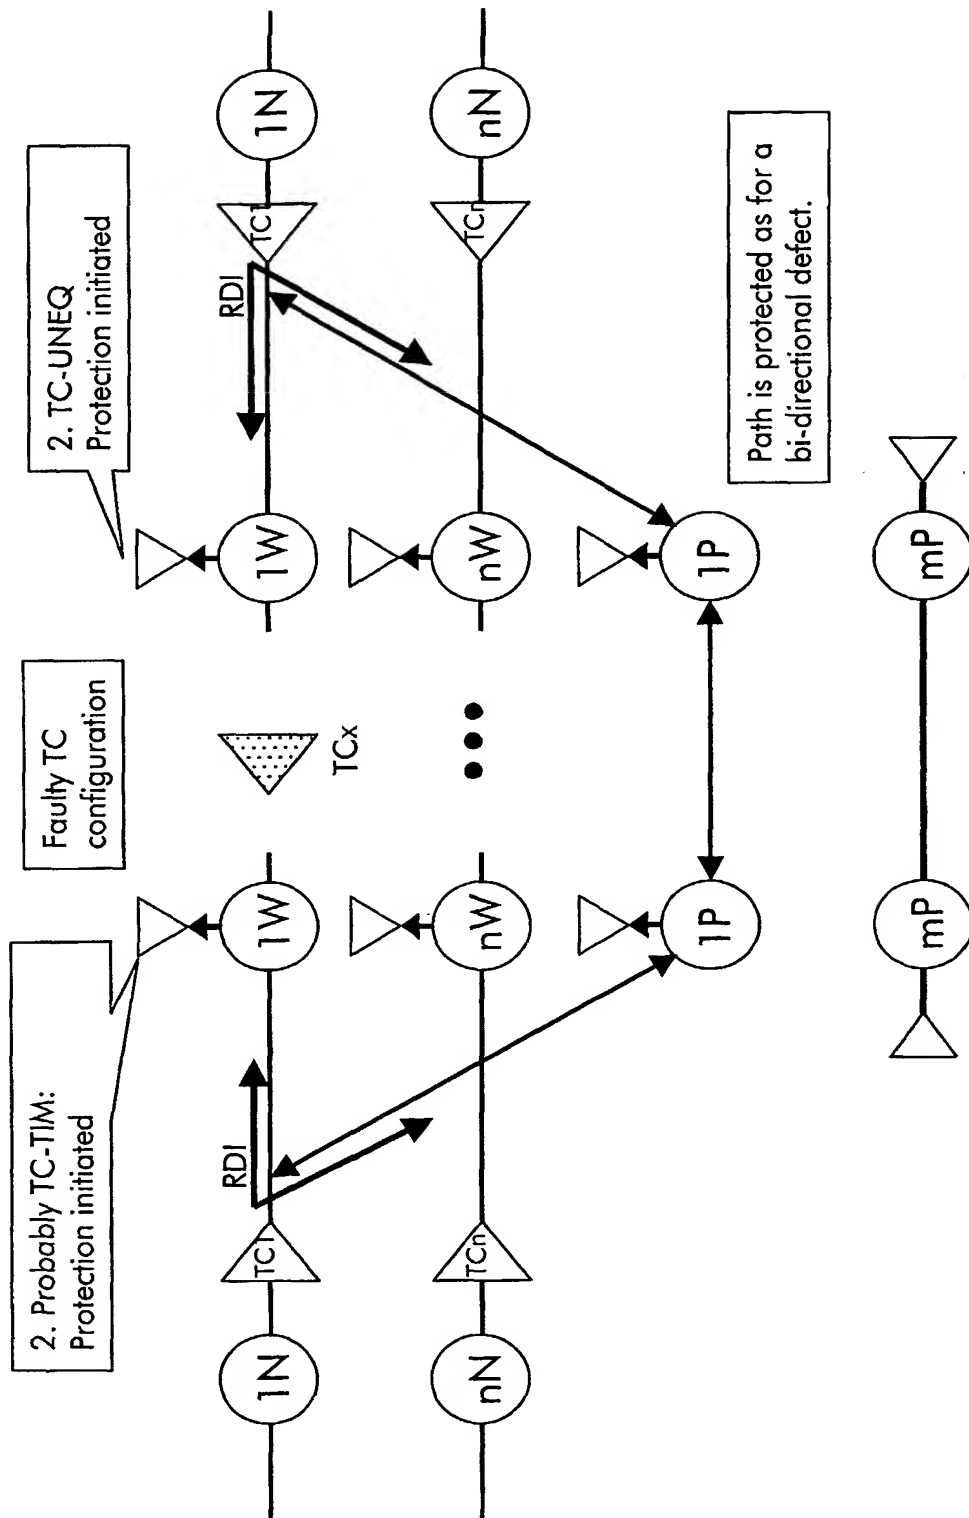 2. Probably TC-TIM:
Protection initiated
Faulty TC
configuration
2. TC-UNEQ
Protection initiated
RDI
RDI
1N
TC1
1W
1W
TC1
1N
TCx
nN
TCn
nW
nW
TCn
nN
1P
1P
Path is protected as for a
bi-directional defect.
mP
mP